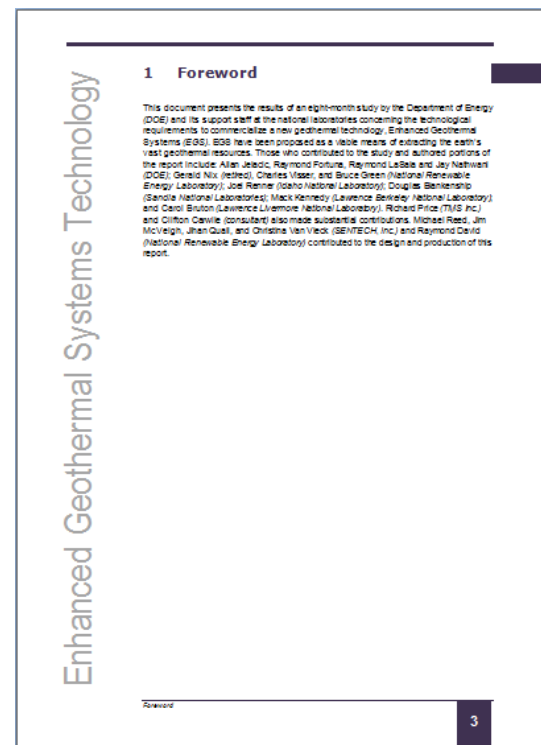 Enhanced Geothermal Systems Technology
1 Foreword
This document presents the results of an eight-month study by the Department of Energy
(DOE) and its support staff at the national laboratories concerning the technological
requirements to commercialize a new geothermal technology, Enhanced Geothermal
Systems (EGS). EGS have been proposed as a viable means of extracting the earth's
vast geothermal resources. Those who contributed to the study and authored portions of
the report include: Allan Jelacic, Raymond Fortuna, Raymond LaSala and Jay Nathwani
(DOE); Gerald Nix (retired), Charles Visser, and Bruce Green (National Renewable
Energy Laboratory); Joel Renner (Idaho National Laboratory); Douglas Blankenship
(Sandia National Laboratories); Mack Kennedy (Lawrence Berkeley National Laboratory);
and Carol Bruton (Lawrence Livermore National Laboratory). Richard Price (TMS Inc.)
and Clifton Carwile (consultant) also made substantial contributions. Michael Reed, Jim
McVeigh, Jihan Quail, and Christina Van Vleck (SENTECH, Inc.) and Raymond David
(National Renewable Energy Laboratory) contributed to the design and production of this
report.
Foreword
3